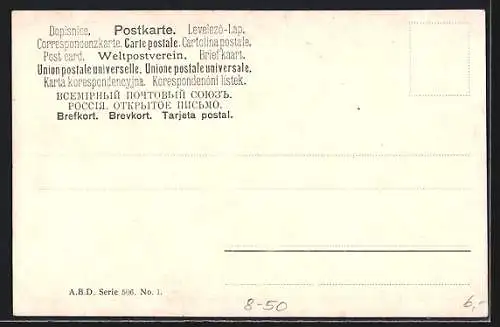 Dopisnice. Postkarte. Levelező-Lap.
Correspondenzkarte. Carte postale. Cartolina postale.
Post card. Weltpostverein. Briefkaart.
Union postale universelle. Unione postale universale.
Karta korespondencyjna. Korespondenční lístek.
ВСЕМІРНЫЙ ПОЧТОВЫЙ СОЮЗЪ.
РОССІЯ. ОТКРЫТОЕ ПИСЬМО.
Brefkort. Brevkort. Tarjeta postal.
A.B.D. Serie 506. No. 1.
8-50
6,-